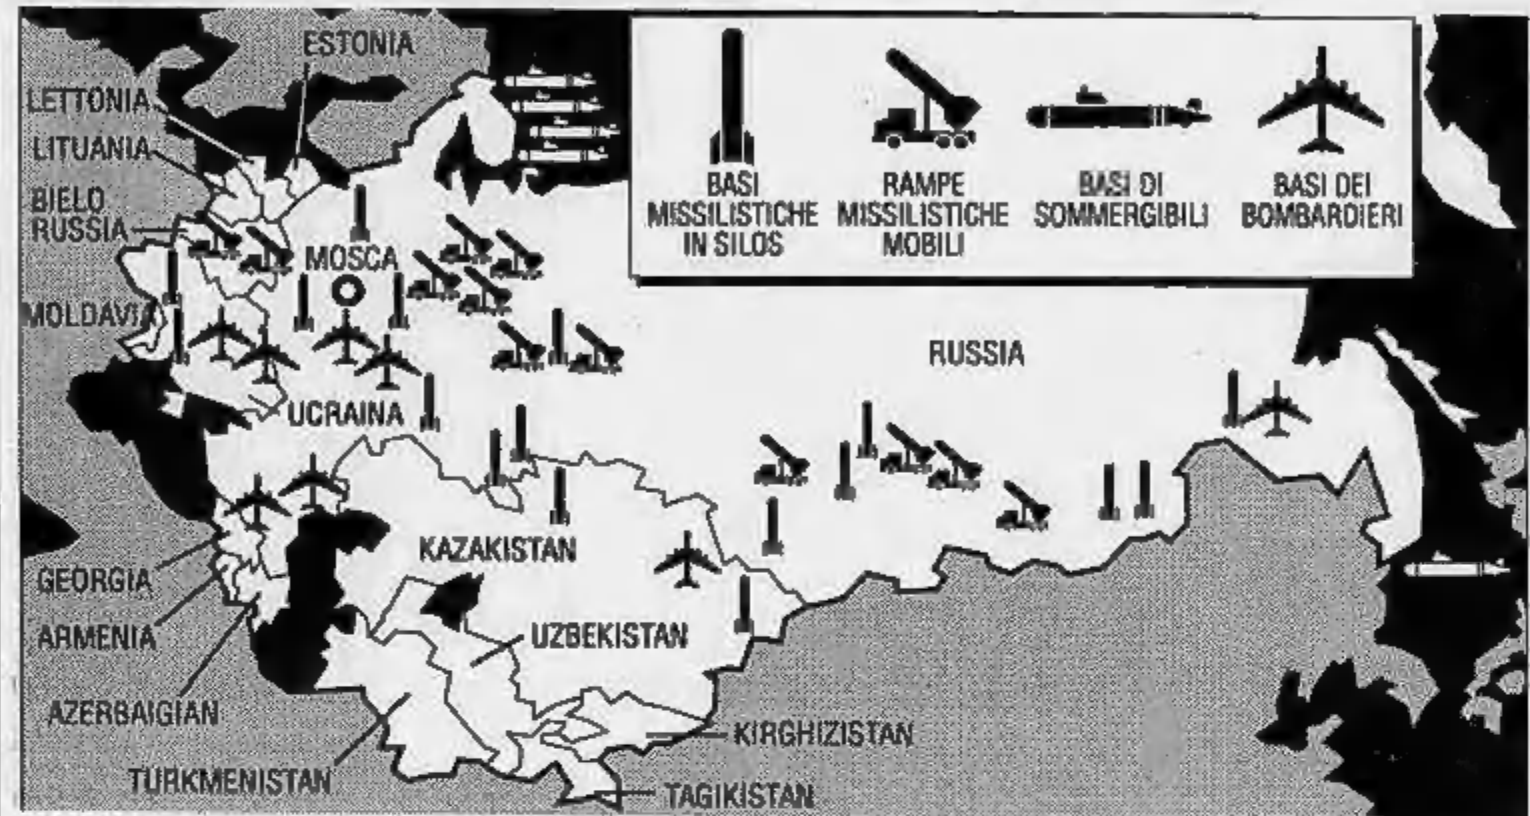 ESTONIA
LETTONIA
LITUANIA
BIELO
RUSSIA
MOSCA
MOLDAVIA
UCRAINA
BASI
MISSILISTICHE
IN SILOS
RAMPE
MISSILISTICHE
MOBILI
BASI DI
SOMMERGIBILI
BASI DEI
BOMBARDIERI
RUSSIA
KAZAKISTAN
GEORGIA
ARMENIA
UZBEKISTAN
AZERBAIGIAN
KIRGHIZISTAN
TURKMENISTAN
TAGIKISTAN